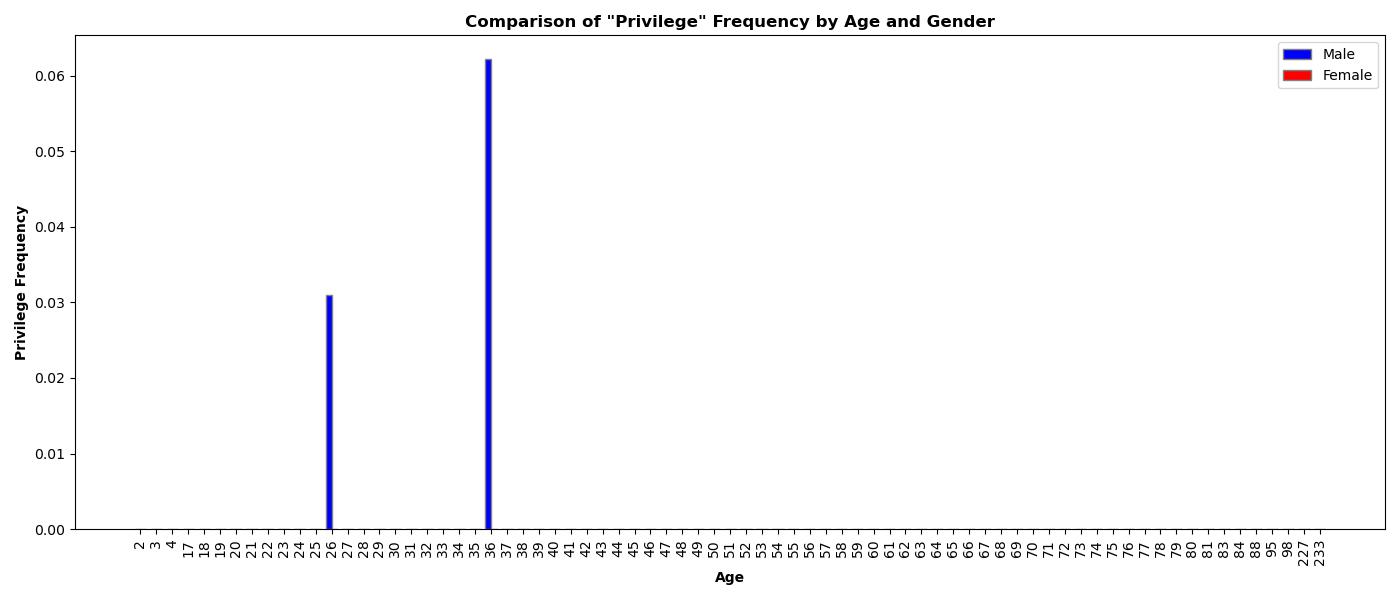 Comparison of "Privilege" Frequency by Age and Gender
Male
Female
Privilege Frequency
0.06
0.05
0.04
0.03
0.02
0.01
0.00
2 3 4 17 18 19 20 21 22 23 24 25 26 27 28 29 30 31 32 33 34 35 36 37 38 39 40 41 42 43 44 45 46 47 48 49 50 51 52 53 54 55 56 57 58 59 60 61 62 63 64 65 66 67 68 69 70 71 72 73 74 75 76 77 78 79 80 81 83 84 88 95 98 227 233
Age